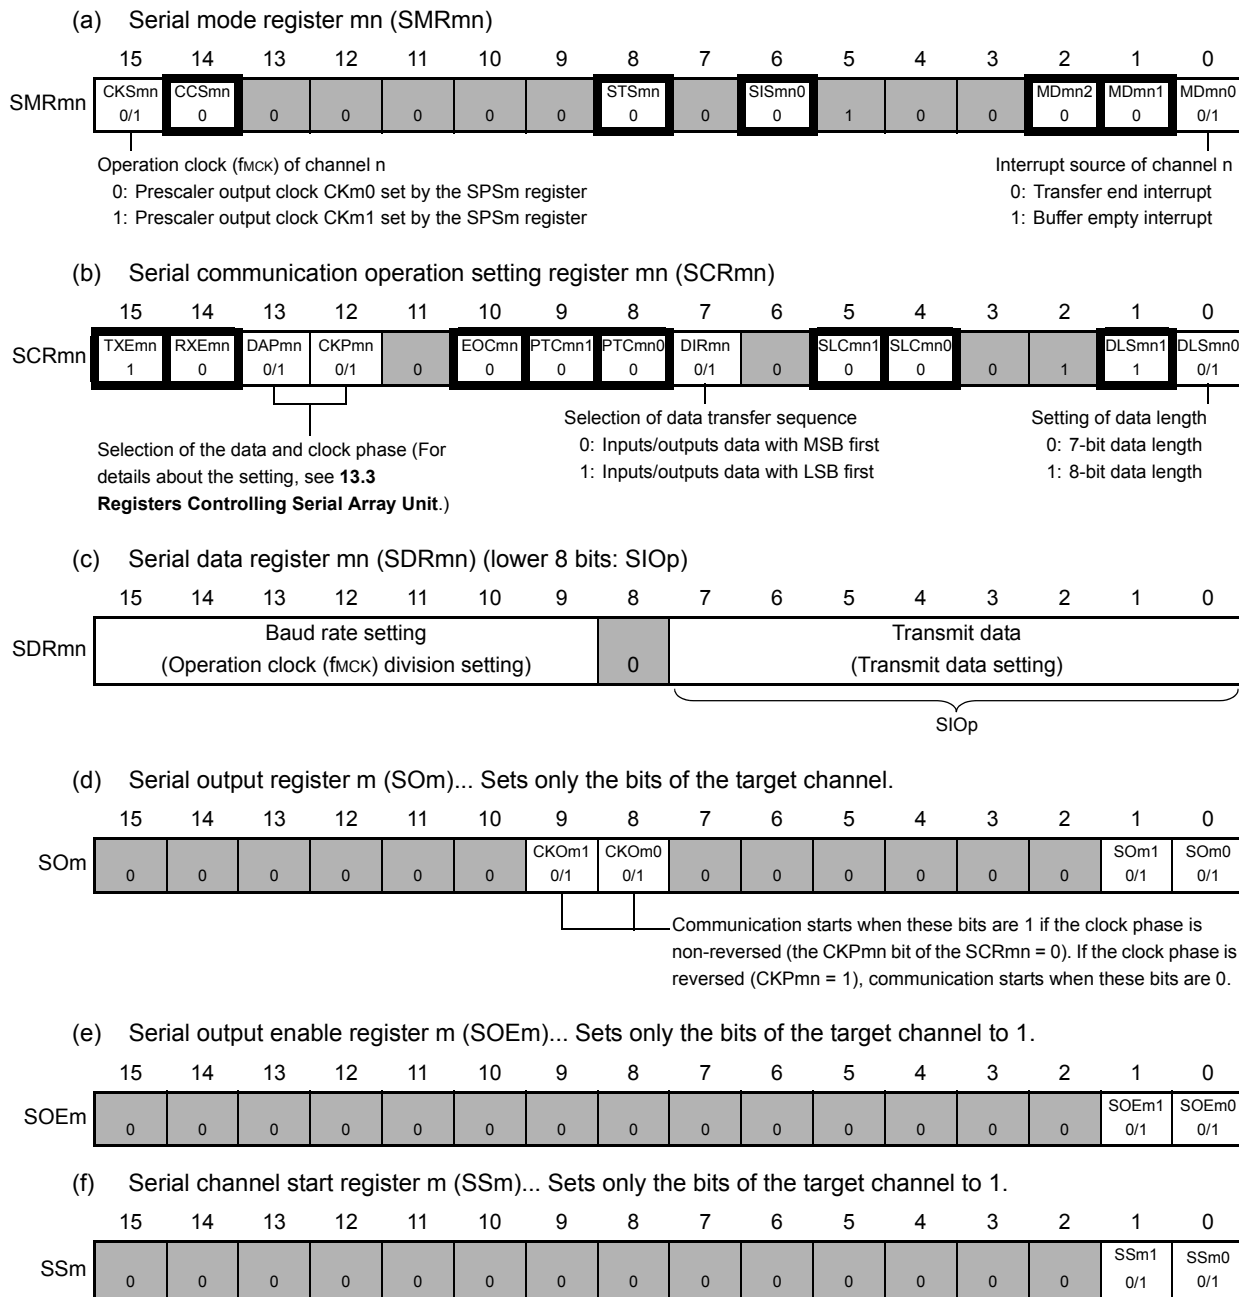 (a) Serial mode register mn (SMRmn)
15 14 13 12 11 10 9 8 7 6 5 4 3 2 1 0
SMRmn CKSmn CCSmn STSmn SISmn0 MDmn2 MDmn1 MDmn0
0/1 0 0 0 0 0 0 0 0 0 1 0 0 0 0 0/1
Operation clock (fMCK) of channel n
0: Prescaler output clock CKm0 set by the SPSm register
1: Prescaler output clock CKm1 set by the SPSm register
Interrupt source of channel n
0: Transfer end interrupt
1: Buffer empty interrupt
(b) Serial communication operation setting register mn (SCRmn)
15 14 13 12 11 10 9 8 7 6 5 4 3 2 1 0
SCRmn TXEmn RXEmn DAPmn CKPmn EOCmn PTCmn1 PTCmn0 DIRmn SLCmn1 SLCmn0 DLSmn1 DLSmn0
1 0 0/1 0/1 0 0 0 0 0/1 0 0 0 0 1 1 0/1
Selection of the data and clock phase (For
details about the setting, see 13.3
Registers Controlling Serial Array Unit.)
Selection of data transfer sequence
0: Inputs/outputs data with MSB first
1: Inputs/outputs data with LSB first
Setting of data length
0: 7-bit data length
1: 8-bit data length
(c) Serial data register mn (SDRmn) (lower 8 bits: SIOp)
15 14 13 12 11 10 9 8 7 6 5 4 3 2 1 0
SDRmn Baud rate setting
(Operation clock (fMCK) division setting)
0
Transmit data
(Transmit data setting)
SIOp
(d) Serial output register m (SOm)... Sets only the bits of the target channel.
15 14 13 12 11 10 9 8 7 6 5 4 3 2 1 0
SOm CKOm1 CKOm0 SOm1 SOm0
0 0 0 0 0 0 0/1 0/1 0 0 0 0 0 0 0/1 0/1
Communication starts when these bits are 1 if the clock phase is
non-reversed (the CKPmn bit of the SCRmn = 0). If the clock phase is
reversed (CKPmn = 1), communication starts when these bits are 0.
(e) Serial output enable register m (SOEm)... Sets only the bits of the target channel to 1.
15 14 13 12 11 10 9 8 7 6 5 4 3 2 1 0
SOEm SOEm1 SOEm0
0 0 0 0 0 0 0 0 0 0 0 0 0 0 0/1 0/1
(f) Serial channel start register m (SSm)... Sets only the bits of the target channel to 1.
15 14 13 12 11 10 9 8 7 6 5 4 3 2 1 0
SSm SSm1 SSm0
0 0 0 0 0 0 0 0 0 0 0 0 0 0 0/1 0/1